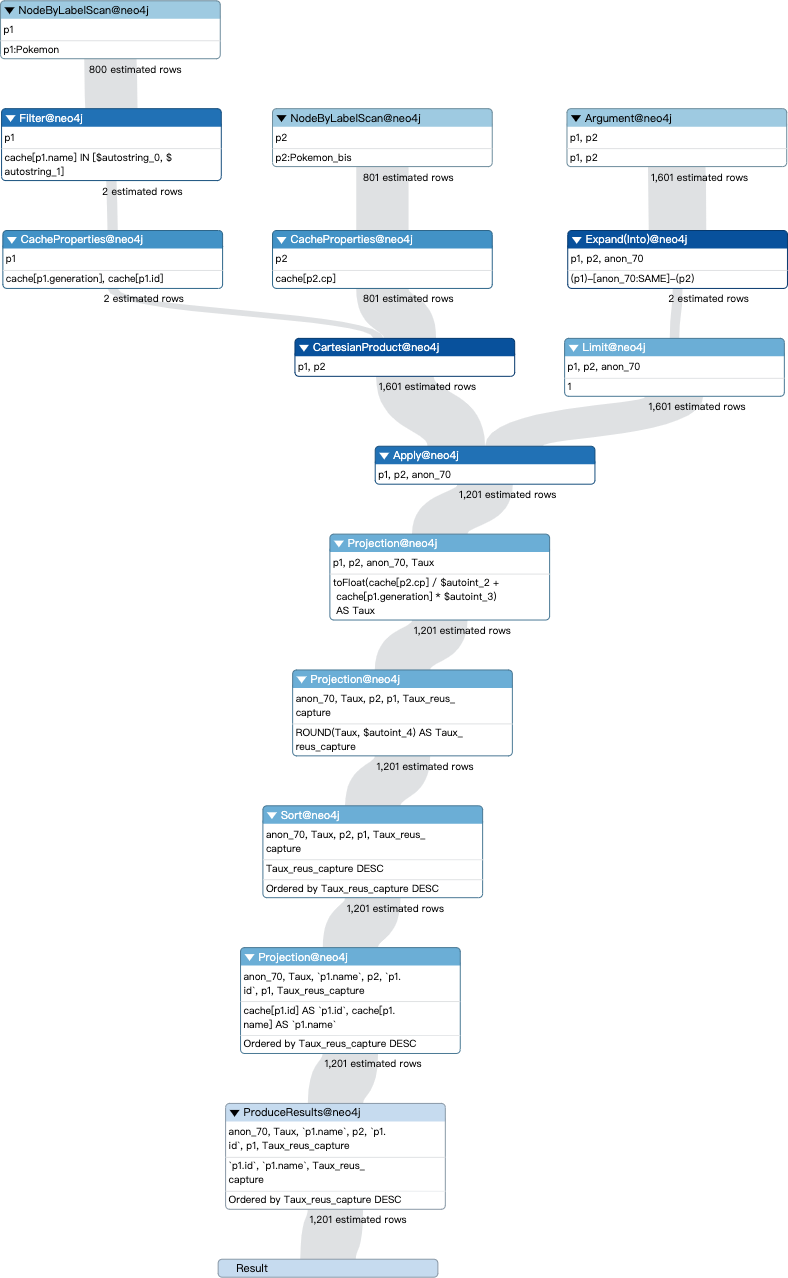 NodeByLabelScan@neo4j
p1
p1:Pokemon
800 estimated rows
Filter@neo4j
p1
cache[p1.name] IN [$autostring_0, $
autostring_1]
2 estimated rows
NodeByLabelScan@neo4j
p2
p2:Pokemon_bis
801 estimated rows
Argument@neo4j
p1, p2
p1, p2
1,601 estimated rows
CacheProperties@neo4j
p1
cache[p1.generation], cache[p1.id]
2 estimated rows
CacheProperties@neo4j
p2
cache[p2.cp]
801 estimated rows
Expand(Into)@neo4j
p1, p2, anon_70
(p1)–[anon_70:SAME]–(p2)
2 estimated rows
CartesianProduct@neo4j
p1, p2
1,601 estimated rows
Limit@neo4j
p1, p2, anon_70
1
1,601 estimated rows
Apply@neo4j
p1, p2, anon_70
1,201 estimated rows
Projection@neo4j
p1, p2, anon_70, Taux
toFloat(cache[p2.cp] / $autoint_2 +
cache[p1.generation] * $autoint_3)
AS Taux
1,201 estimated rows
Projection@neo4j
anon_70, Taux, p2, p1, Taux_reus_
capture
ROUND(Taux, $autoint_4) AS Taux_
reus_capture
1,201 estimated rows
Sort@neo4j
anon_70, Taux, p2, p1, Taux_reus_
capture
Taux_reus_capture DESC
Ordered by Taux_reus_capture DESC
1,201 estimated rows
Projection@neo4j
anon_70, Taux, `p1.name`, p2, `p1.
id`, p1, Taux_reus_capture
cache[p1.id] AS `p1.id`, cache[p1.
name] AS `p1.name`
Ordered by Taux_reus_capture DESC
1,201 estimated rows
ProduceResults@neo4j
anon_70, Taux, `p1.name`, p2, `p1.
id`, p1, Taux_reus_capture
`p1.id`, `p1.name`, Taux_reus_
capture
Ordered by Taux_reus_capture DESC
1,201 estimated rows
Result